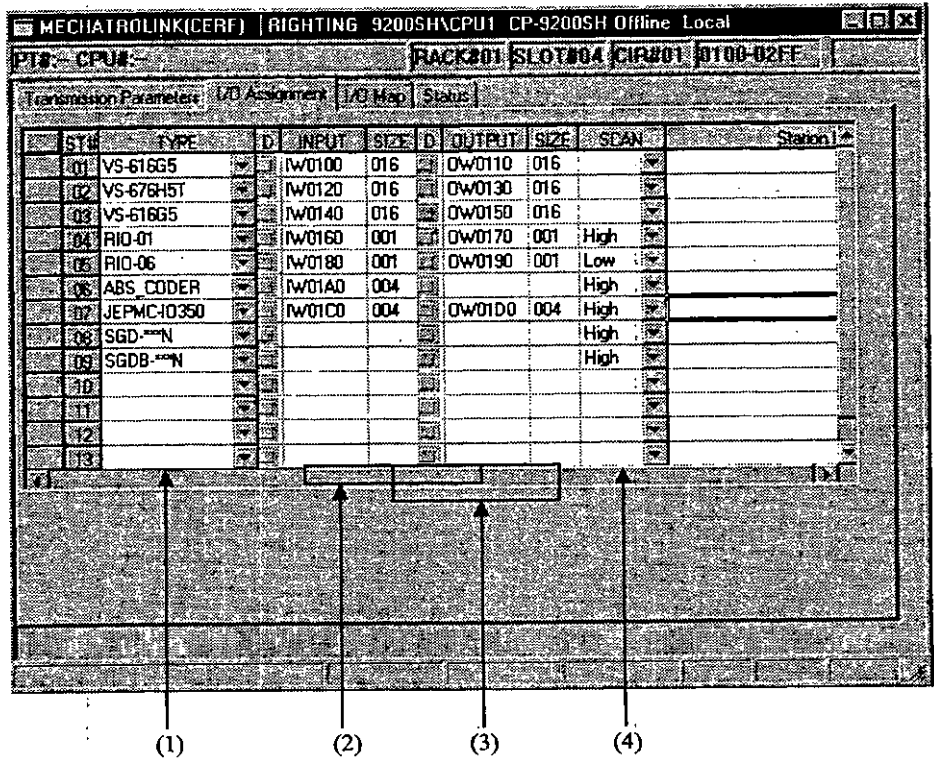 MECHATROLINK(CERF) RIGHTING 9200SH\CPU1 CP-9200SH Offline Local
PT#:- CPU#:- RACK#01 SLOT#04 CIR#01 0100-02FF
Transmission Parameters I/O Assignment I/O Map Status
ST# TYPE D INPUT SIZE D OUTPUT SIZE SCAN Station
01 VS-616G5 IW0100 016 OW0110 016
02 VS-676H5T IW0120 016 OW0130 016
03 VS-616G5 IW0140 016 OW0150 016
04 RIO-01 IW0160 001 OW0170 001 High
05 RIO-06 IW0180 001 OW0190 001 Low
06 ABS_CODER IW01A0 004 High
07 JEPMC-IO350 IW01C0 004 OW01D0 004 High
08 SGD-***N High
09 SGDB-***N High
10
11
12
13
(1) (2) (3) (4)